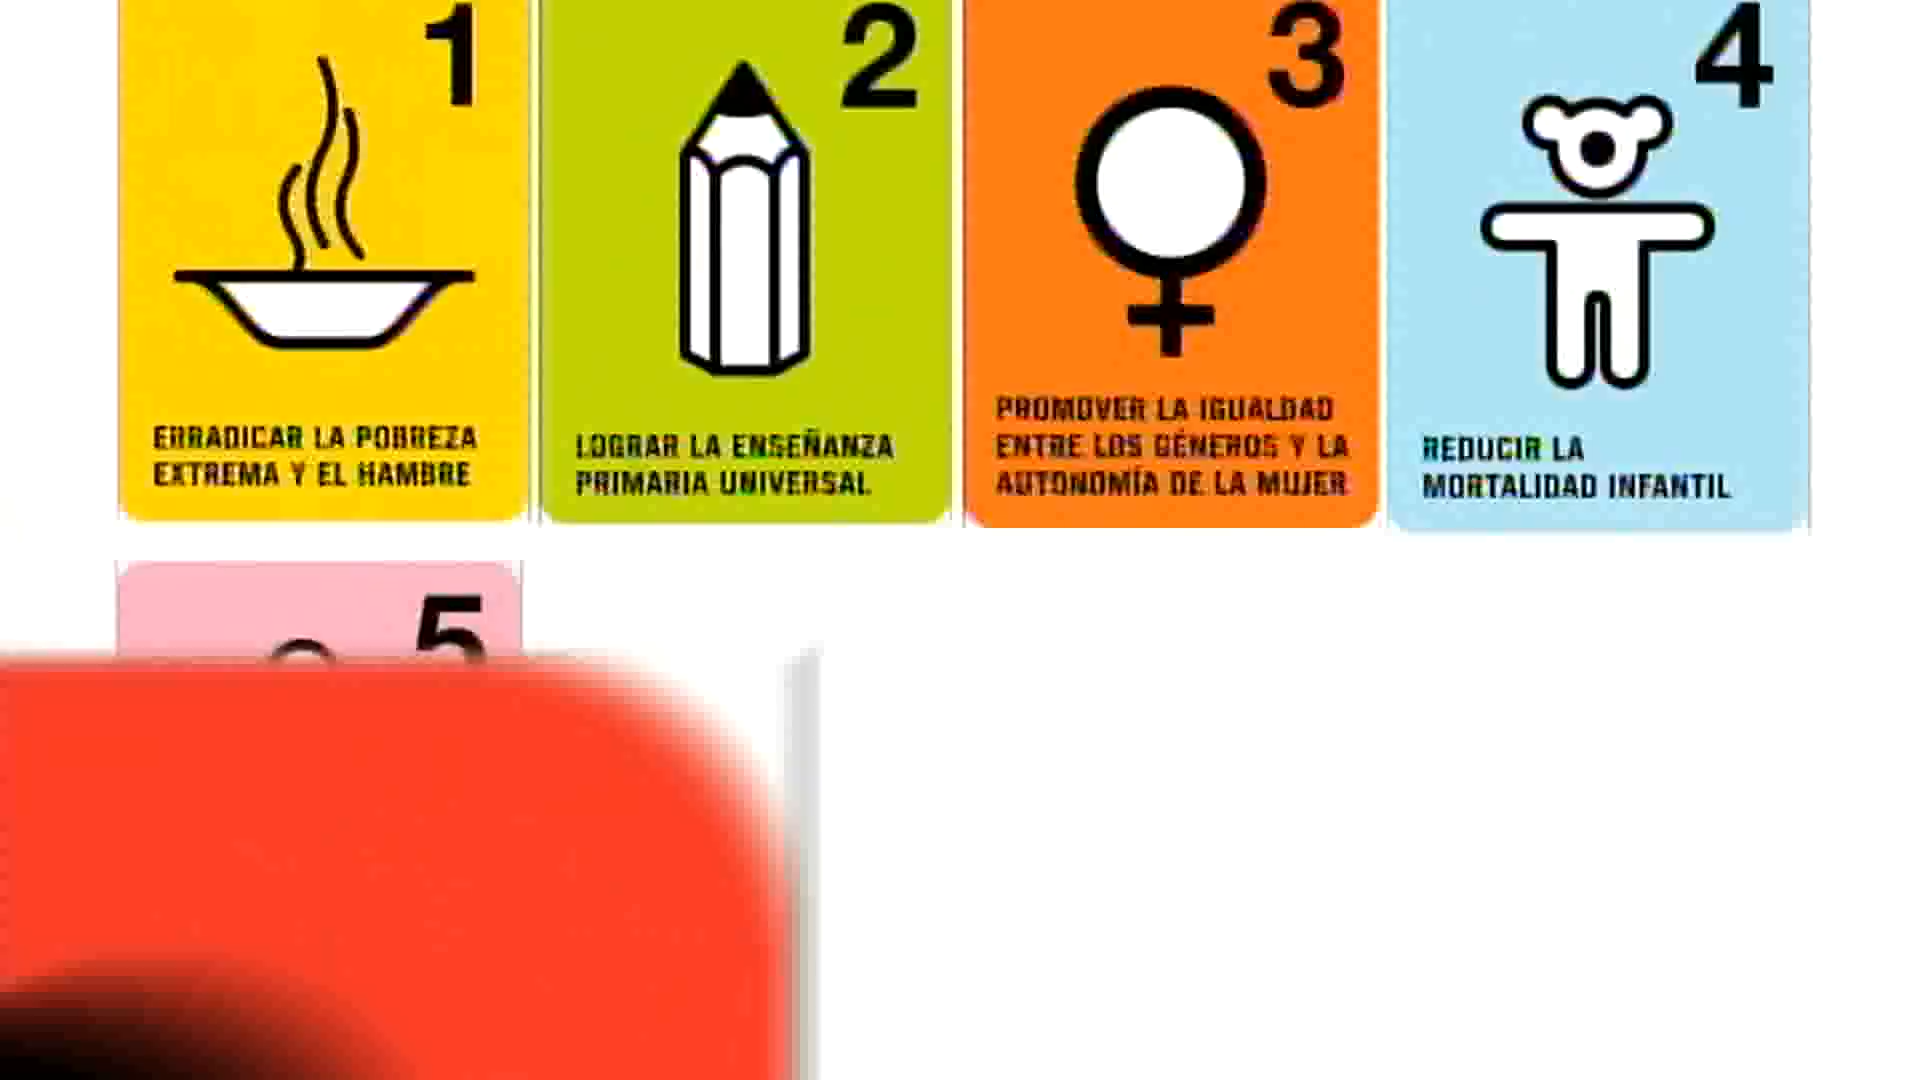 1
ERRADICAR LA POBREZA
EXTREMA Y EL HAMBRE
2
LOGRAR LA ENSEÑANZA
PRIMARIA UNIVERSAL
3
PROMOVER LA IGUALDAD
ENTRE LOS GÉNEROS Y LA
AUTONOMÍA DE LA MUJER
4
REDUCIR LA
MORTALIDAD INFANTIL
5